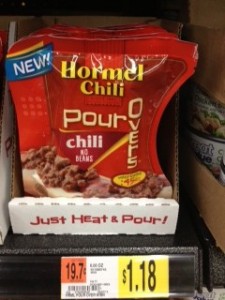 NEW!
Hormel
Chili
Pour
Overs
chili
NO
BEANS
Just Heat & Pour!
19.7
$1.18